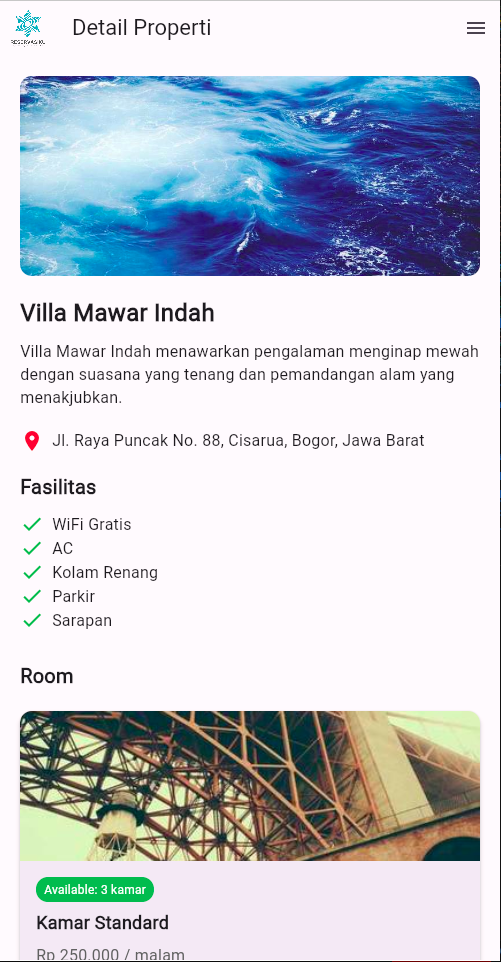 RESERVASIKU
Detail Properti
Villa Mawar Indah
Villa Mawar Indah menawarkan pengalaman menginap mewah
dengan suasana yang tenang dan pemandangan alam yang
menakjubkan.
Jl. Raya Puncak No. 88, Cisarua, Bogor, Jawa Barat
Fasilitas
WiFi Gratis
AC
Kolam Renang
Parkir
Sarapan
Room
Available: 3 kamar
Kamar Standard
Rp 250.000 / malam